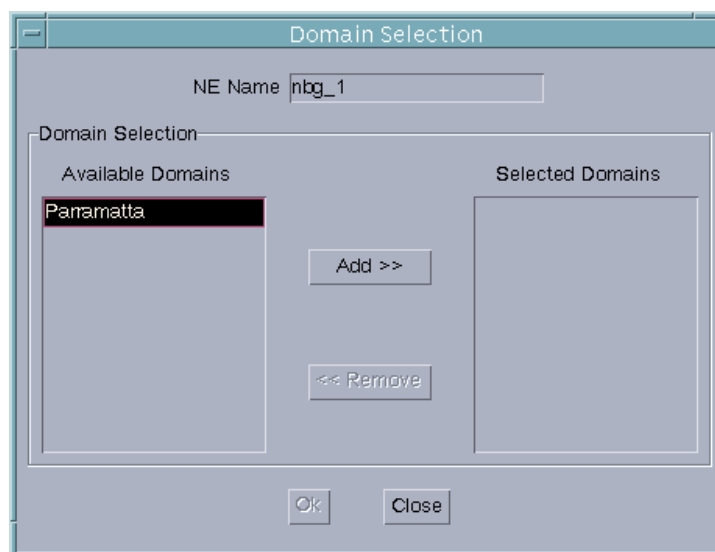 Domain Selection
NE Name nbg_1
Domain Selection
Available Domains
Selected Domains
Parramatta
Add >>
<< Remove
Ok
Close